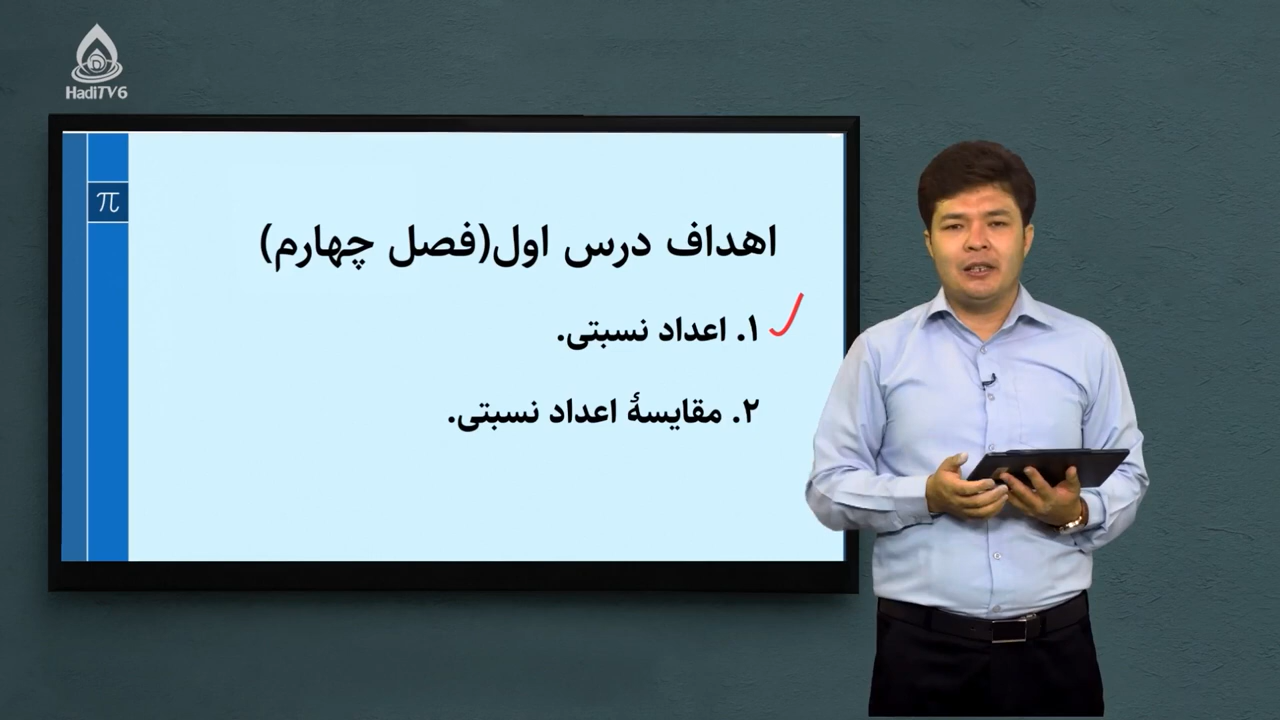 HadiTV6
π
اهداف درس اول(فصل چهارم)
۱. اعداد نسبتی.
۲. مقایسهٔ اعداد نسبتی.